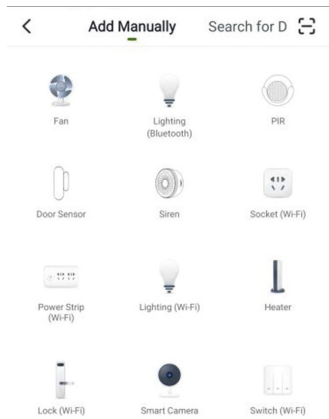 Add Manually Search for D
Fan Lighting PIR
(Bluetooth)
Door Sensor Siren Socket (Wi-Fi)
Power Strip Lighting (Wi-Fi) Heater
(Wi-Fi)
Lock (Wi-Fi) Smart Camera Switch (Wi-Fi)